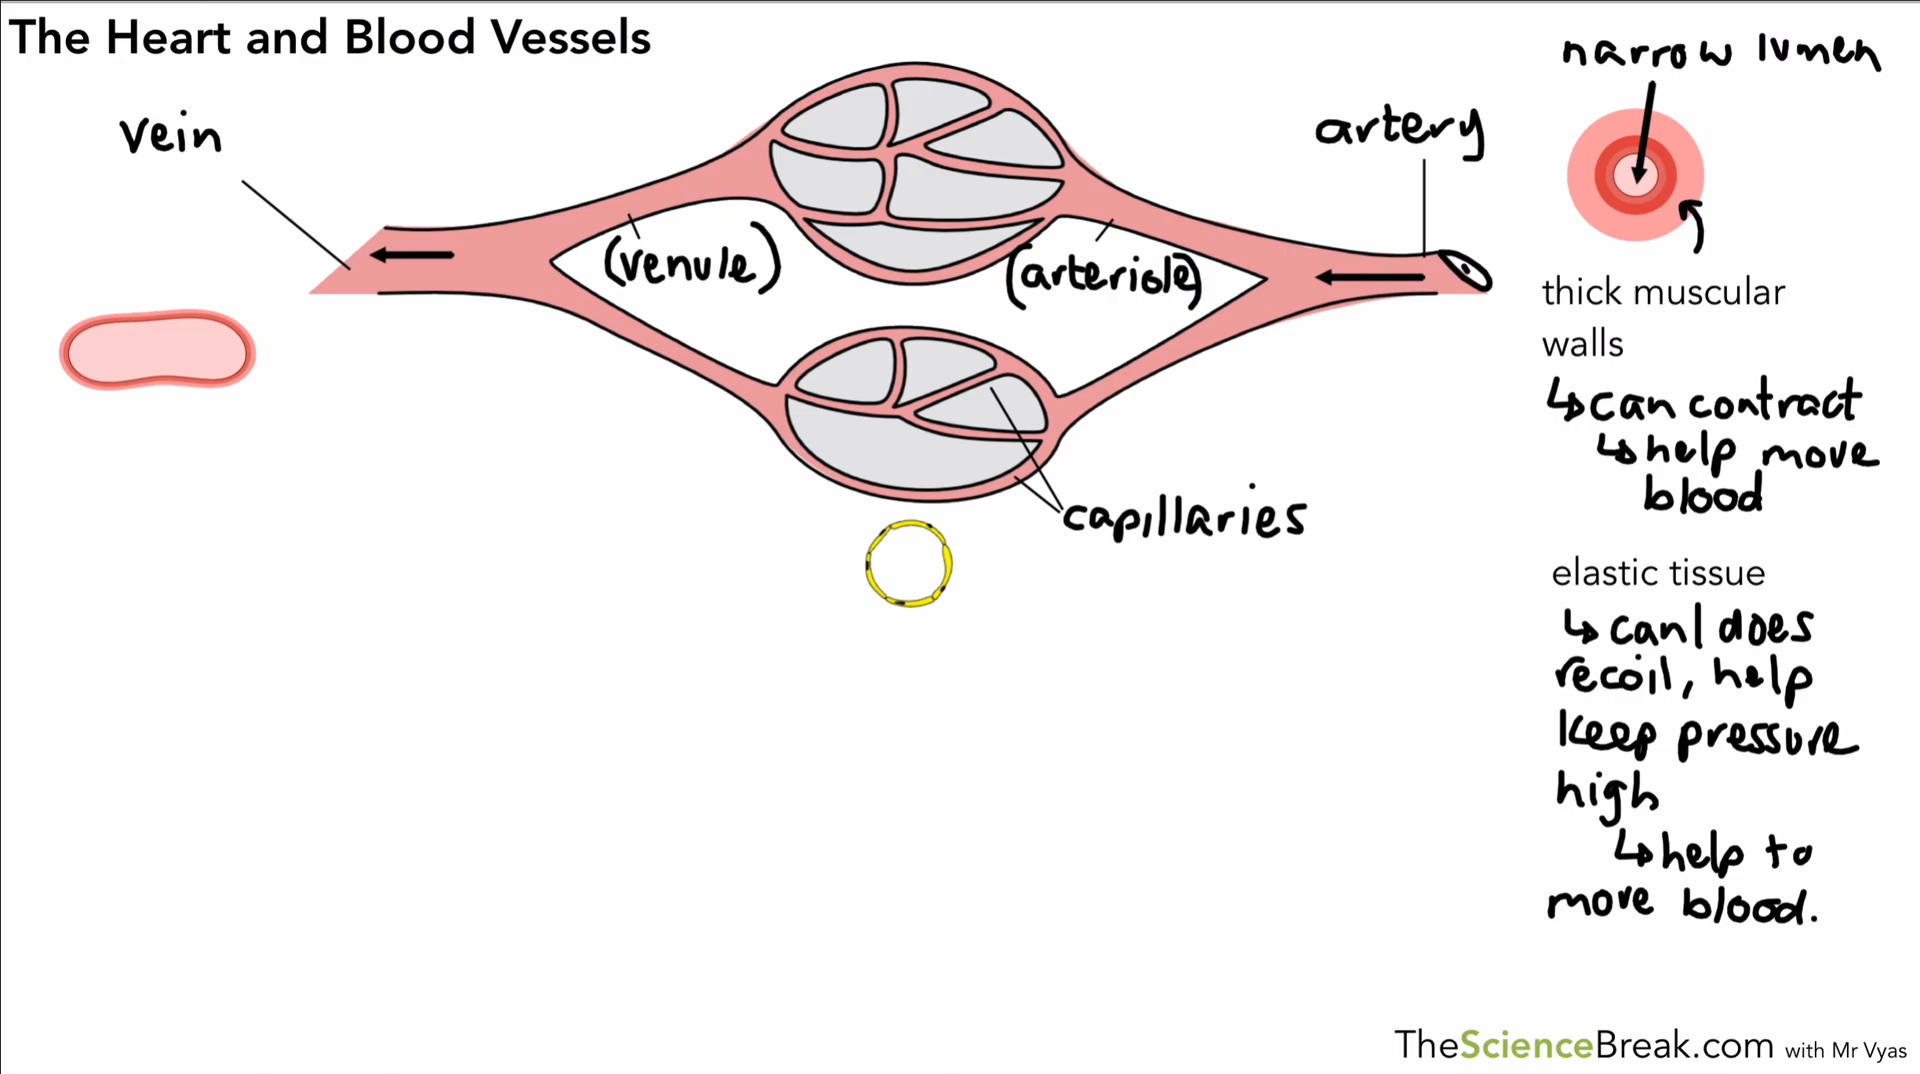 The Heart and Blood Vessels
vein
(venule)
(arteriole)
artery
capillaries
narrow lumen
thick muscular
walls
↳ can contract
↳ help move
blood
elastic tissue
↳ can/does
recoil, help
keep pressure
high
↳ help to
move blood.
TheScienceBreak.com with Mr Vyas